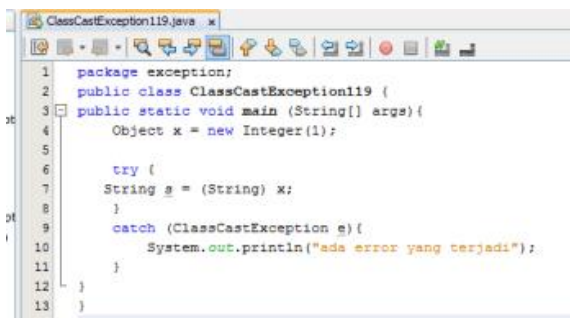 ClassCastException119.java
1 package exception;
2 public class ClassCastException119 {
3 public static void main (String[] args){
4 Object x = new Integer(1);
5
6 try {
7 String s = (String) x;
8 }
9 catch (ClassCastException e){
10 System.out.println("ada error yang terjadi");
11 }
12 }
13 }